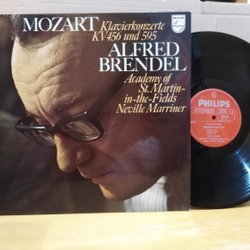 MOZART Klavierkonzerte
KV 456 und 595
ALFRED
BRENDEL
Academy of
St. Martin-
in-the-Fields
Neville Marriner
PHILIPS
PHILIPS
STEREO